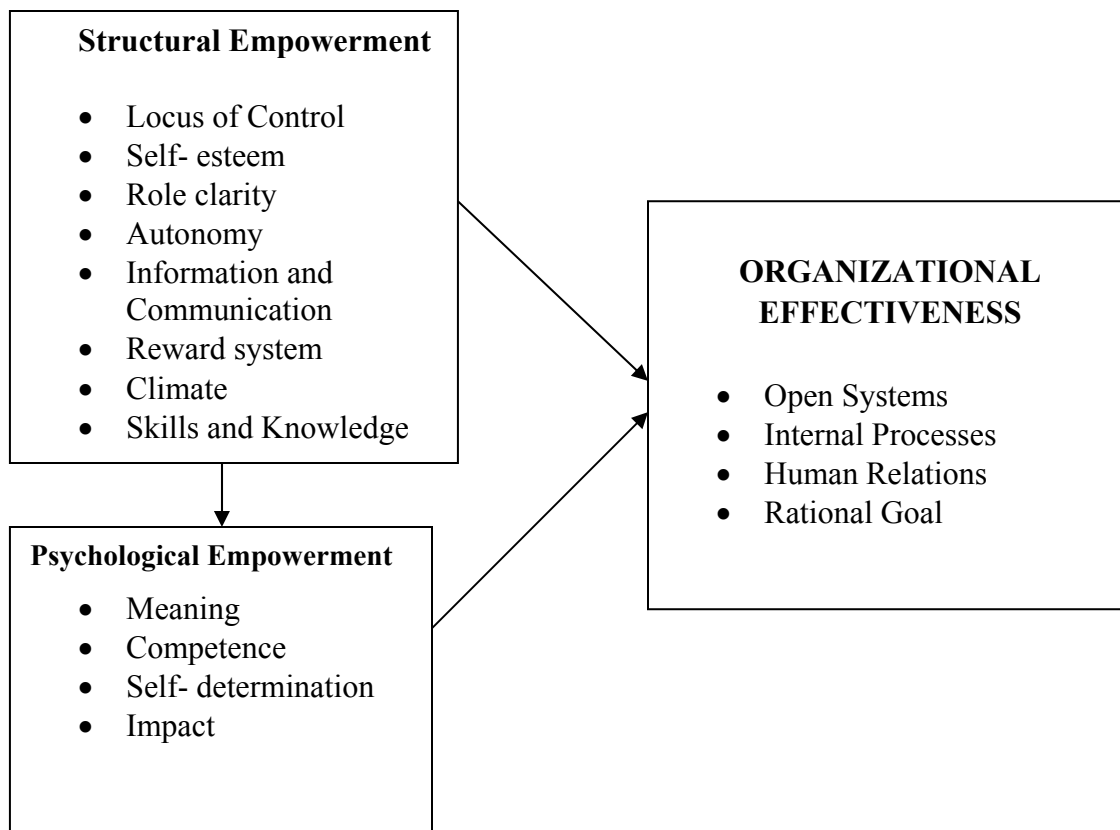 Structural Empowerment
• Locus of Control
• Self- esteem
• Role clarity
• Autonomy
• Information and
Communication
• Reward system
• Climate
• Skills and Knowledge
Psychological Empowerment
• Meaning
• Competence
• Self- determination
• Impact
ORGANIZATIONAL
EFFECTIVENESS
• Open Systems
• Internal Processes
• Human Relations
• Rational Goal